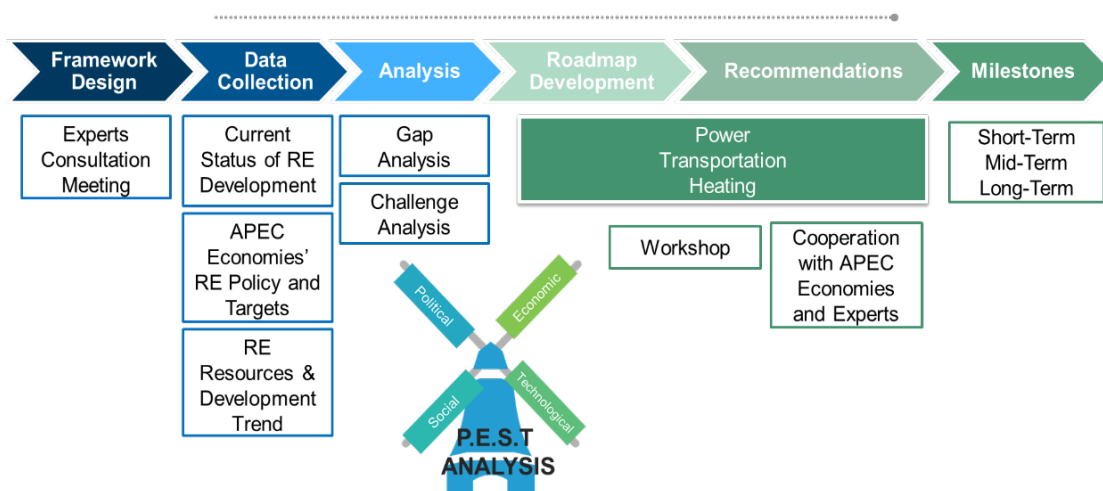 Framework
Design
Data
Collection
Analysis
Roadmap
Development
Recommendations
Milestones
Experts
Consultation
Meeting
Current
Status of RE
Development
APEC
Economies’
RE Policy and
Targets
RE
Resources &
Development
Trend
Gap
Analysis
Challenge
Analysis
Power
Transportation
Heating
Workshop
Cooperation
with APEC
Economies
and Experts
Short-Term
Mid-Term
Long-Term
Political
Economic
Social
Technological
P.E.S.T
ANALYSIS